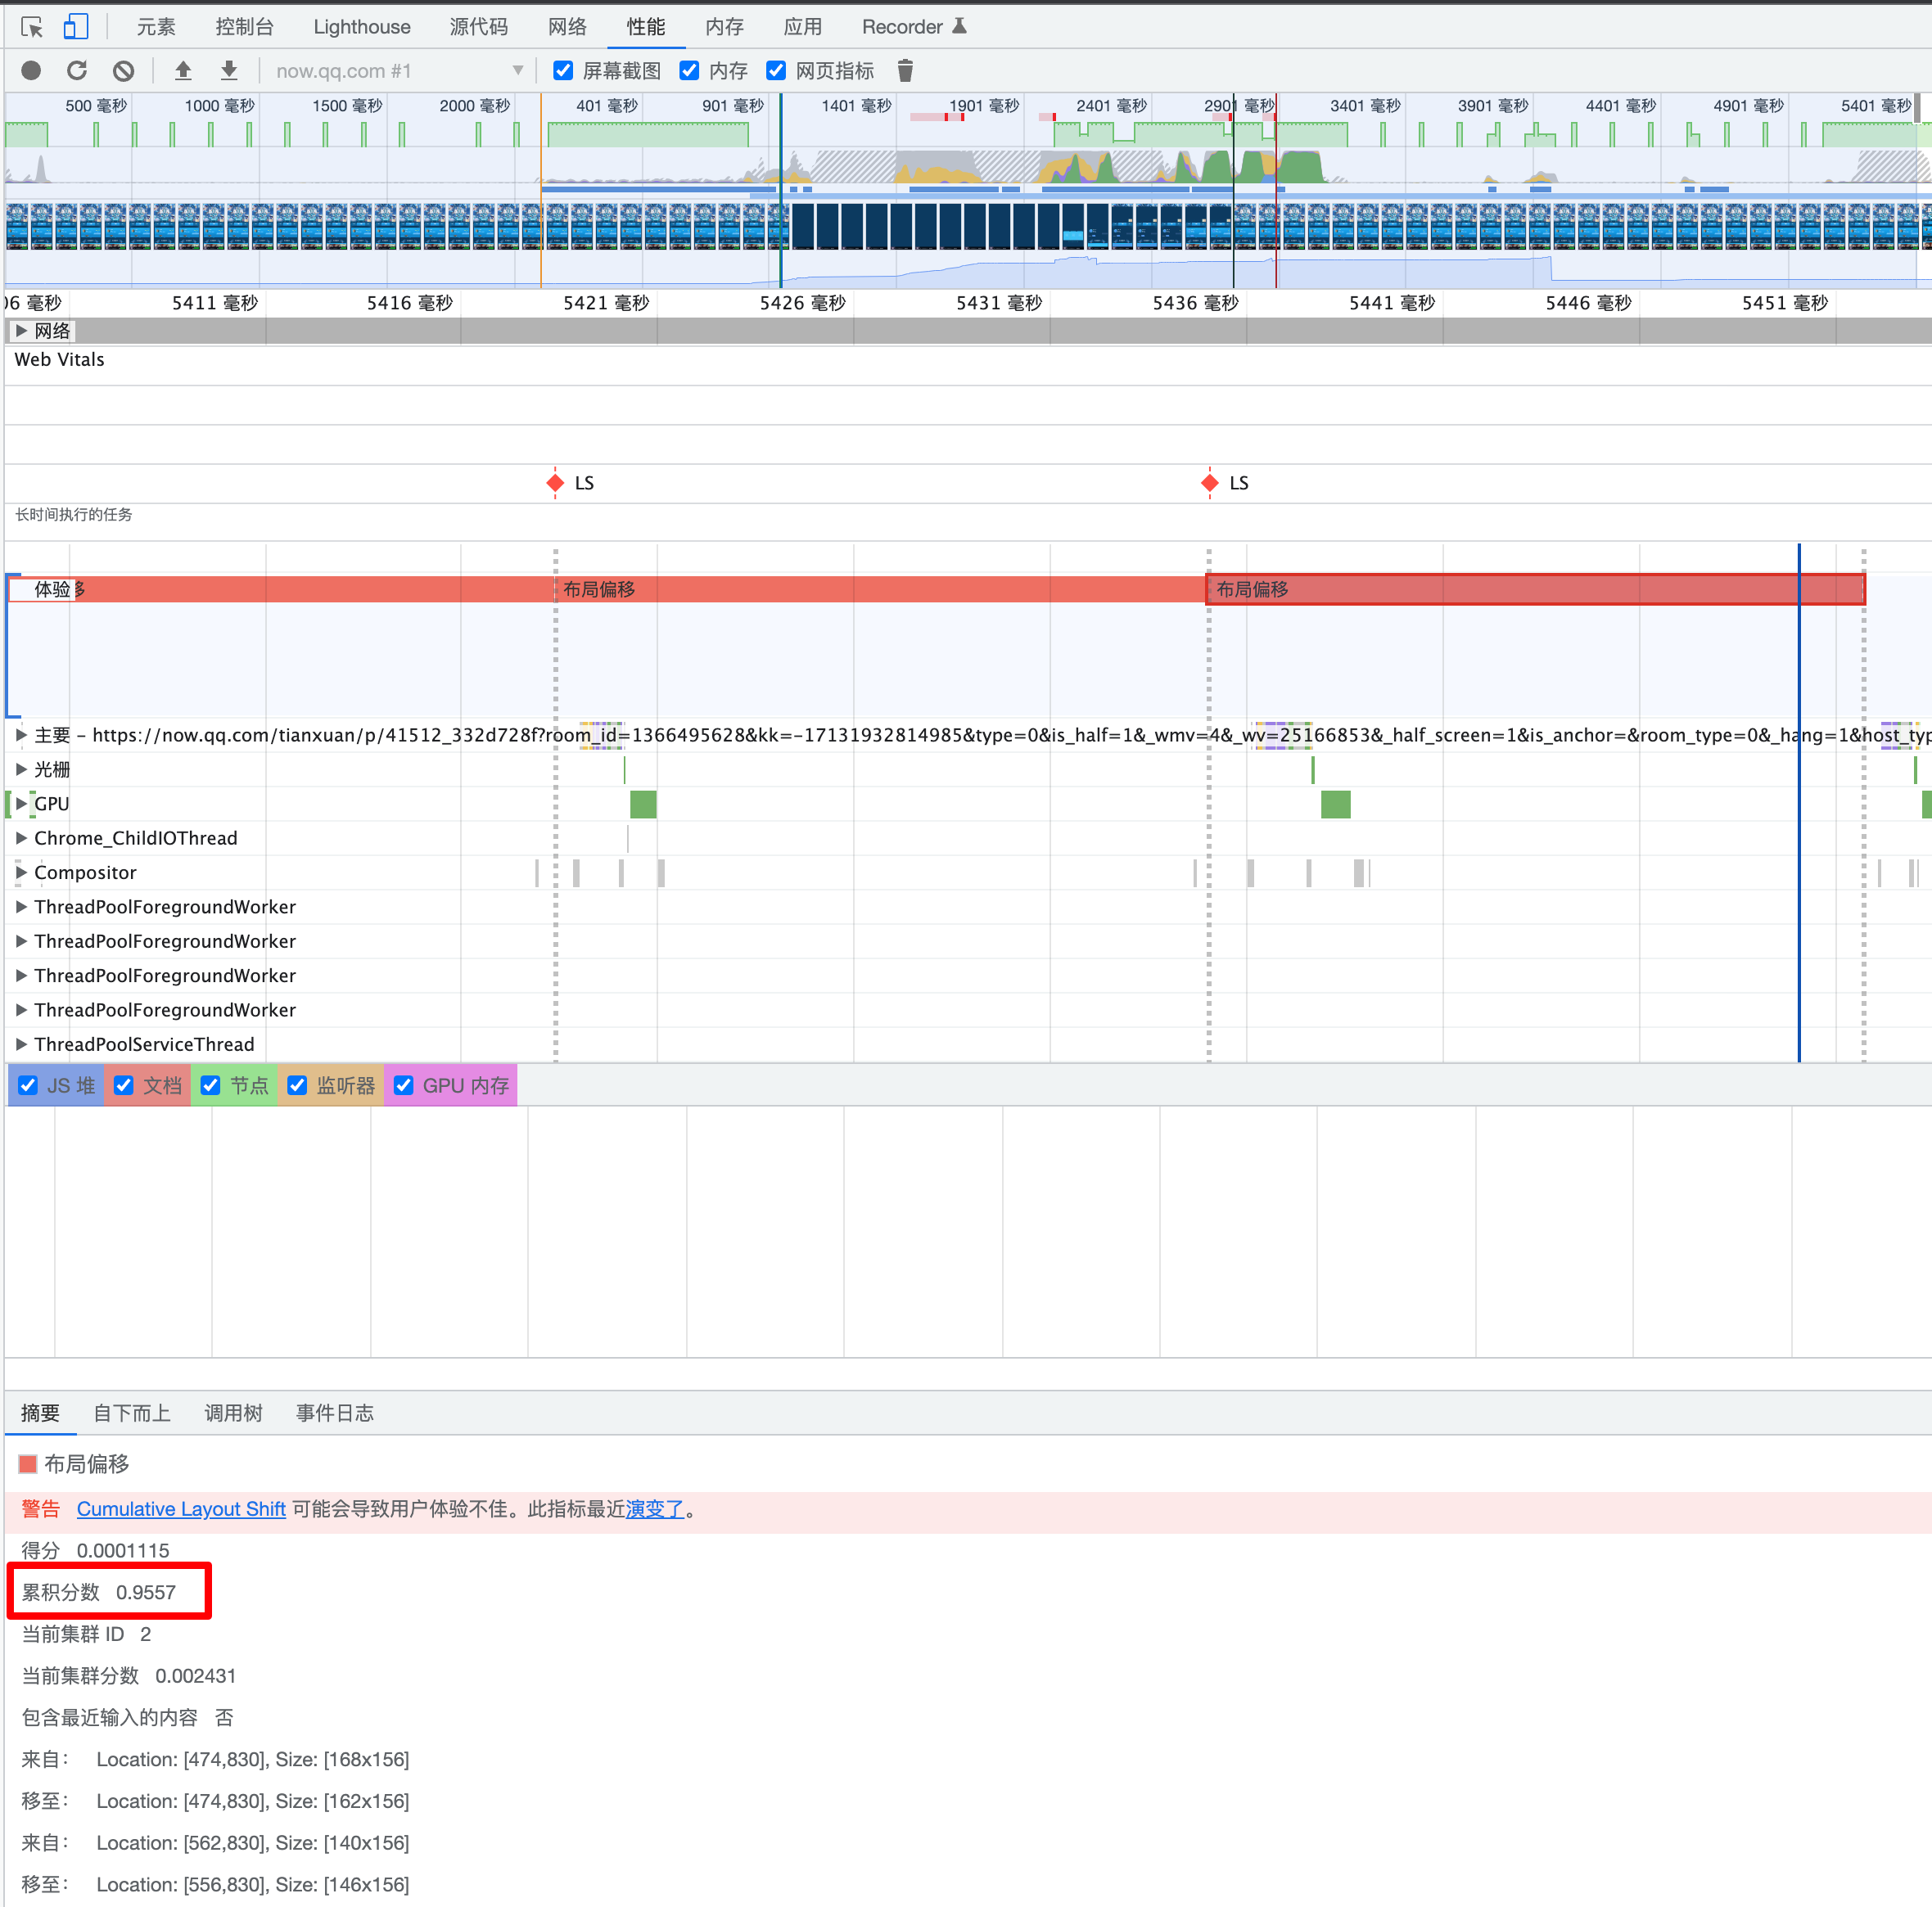 元素 控制台 Lighthouse 源代码 网络 性能 内存 应用 Recorder
now.qq.com #1 屏幕截图 内存 网页指标
500 毫秒 1000 毫秒 1500 毫秒 2000 毫秒 401 毫秒 901 毫秒 1401 毫秒 1901 毫秒 2401 毫秒 2901 毫秒 3401 毫秒 3901 毫秒 4401 毫秒 4901 毫秒 5401 毫秒
06 毫秒 5411 毫秒 5416 毫秒 5421 毫秒 5426 毫秒 5431 毫秒 5436 毫秒 5441 毫秒 5446 毫秒 5451 毫秒
网络
Web Vitals
LS LS
长时间执行的任务
体验 移 布局偏移 布局偏移
主要 – https://now.qq.com/tianxuan/p/41512_332d728f?room_id=1366495628&kk=-17131932814985&type=0&is_half=1&_wmv=4&_wv=25166853&_half_screen=1&is_anchor=&room_type=0&_hang=1&host_typ
光栅
GPU
Chrome_ChildIOThread
Compositor
ThreadPoolForegroundWorker
ThreadPoolForegroundWorker
ThreadPoolForegroundWorker
ThreadPoolForegroundWorker
ThreadPoolServiceThread
JS 堆 文档 节点 监听器 GPU 内存
摘要 自下而上 调用树 事件日志
布局偏移
警告 Cumulative Layout Shift 可能会导致用户体验不佳。此指标最近演变了。
得分 0.0001115
累积分数 0.9557
当前集群 ID 2
当前集群分数 0.002431
包含最近输入的内容 否
来自： Location: [474,830], Size: [168x156]
移至： Location: [474,830], Size: [162x156]
来自： Location: [562,830], Size: [140x156]
移至： Location: [556,830], Size: [146x156]